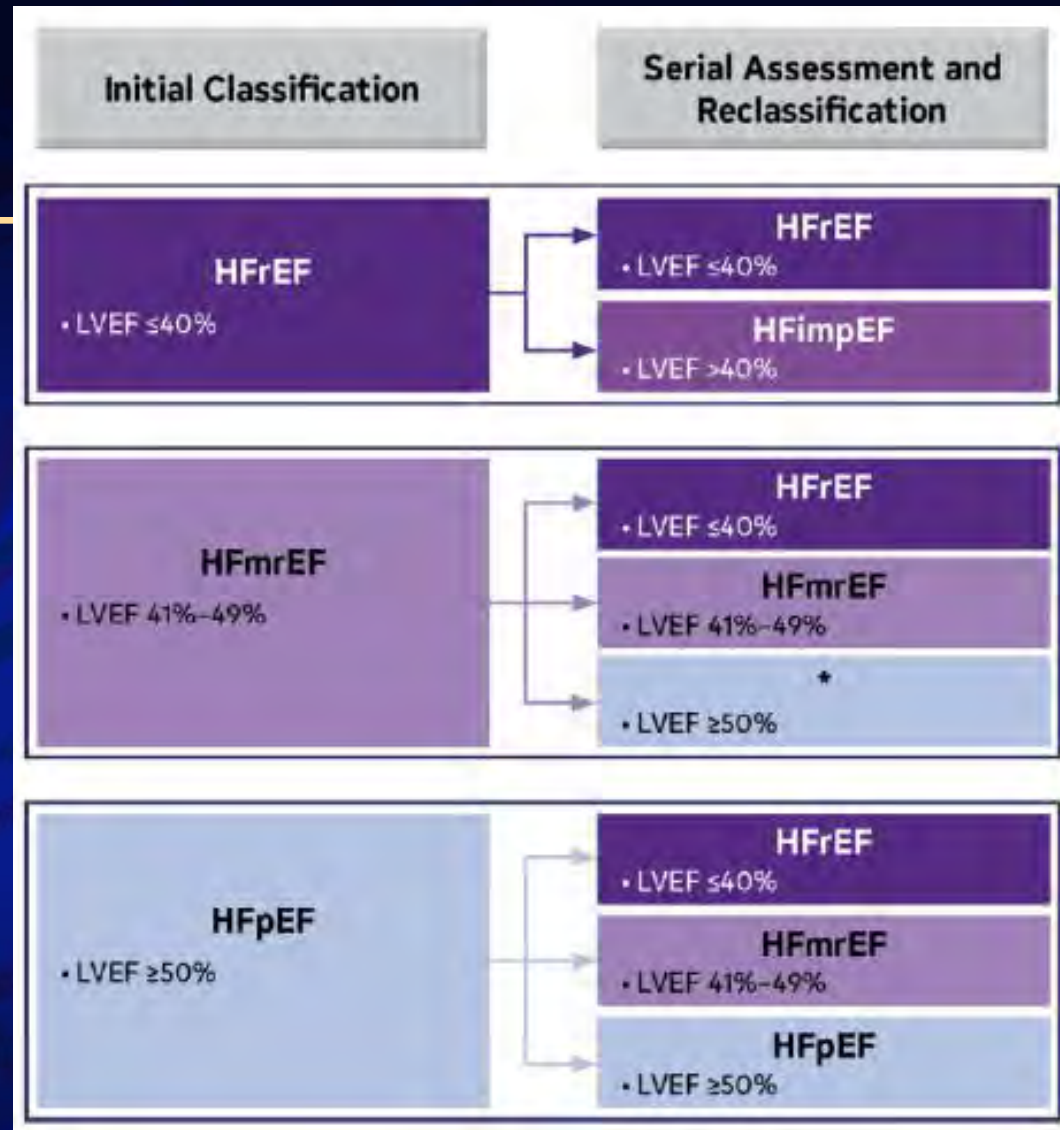 Initial Classification
Serial Assessment and
Reclassification
HFrEF
• LVEF ≤40%
HFrEF
• LVEF ≤40%
HFimpEF
• LVEF >40%
HFmrEF
• LVEF 41%–49%
HFrEF
• LVEF ≤40%
HFmrEF
• LVEF 41%–49%
*
• LVEF ≥50%
HFpEF
• LVEF ≥50%
HFrEF
• LVEF ≤40%
HFmrEF
• LVEF 41%–49%
HFpEF
• LVEF ≥50%